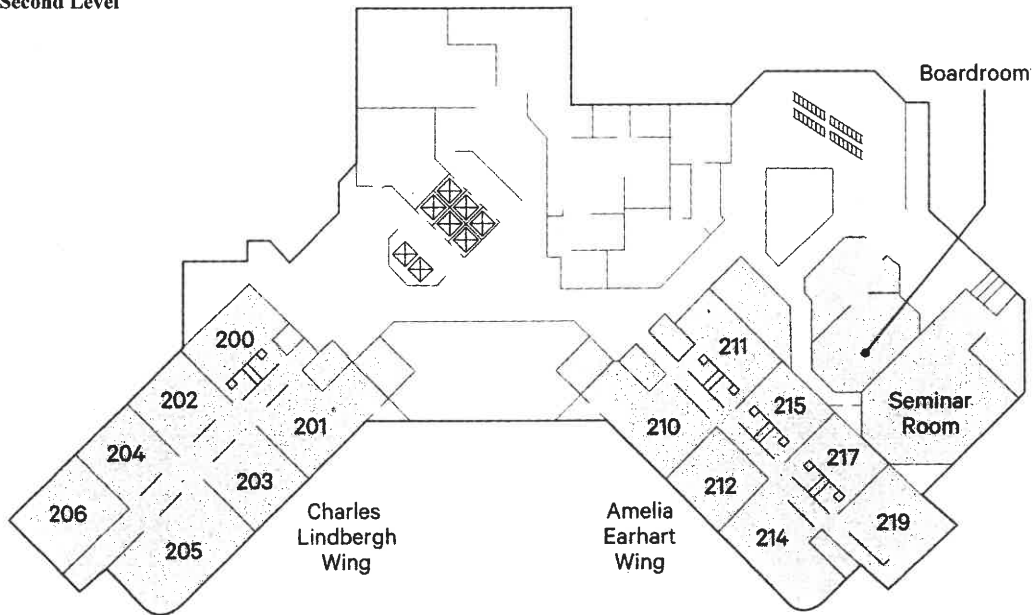 Second Level
Boardroom
200
211
202
215
201
210
Seminar
Room
204
217
203
212
206
219
205
214
Charles
Lindbergh
Wing
Amelia
Earhart
Wing